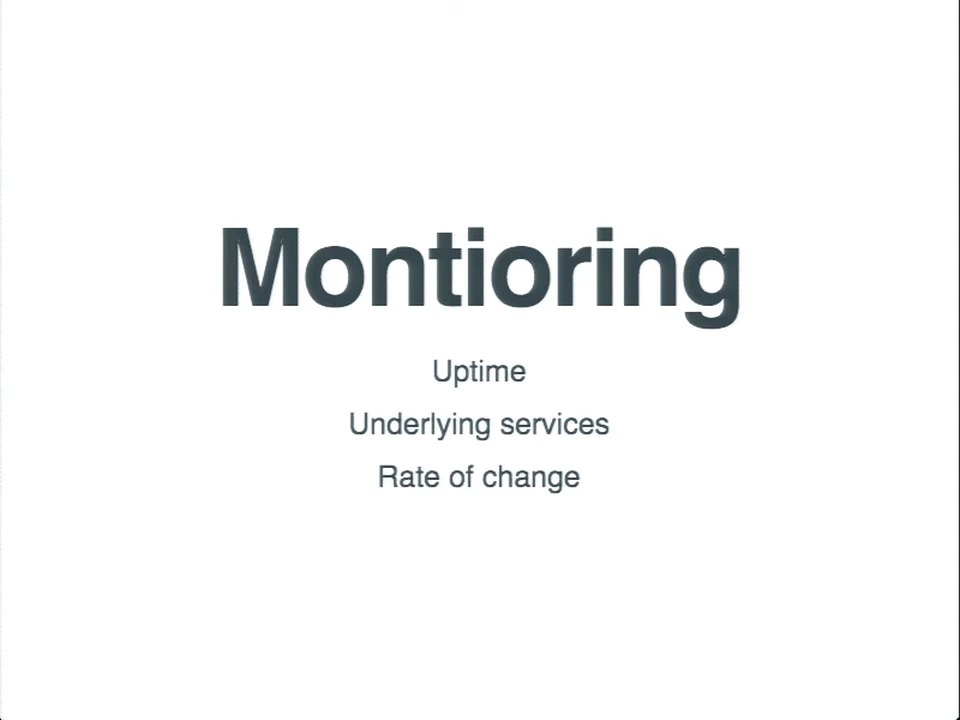 Montioring
Uptime
Underlying services
Rate of change